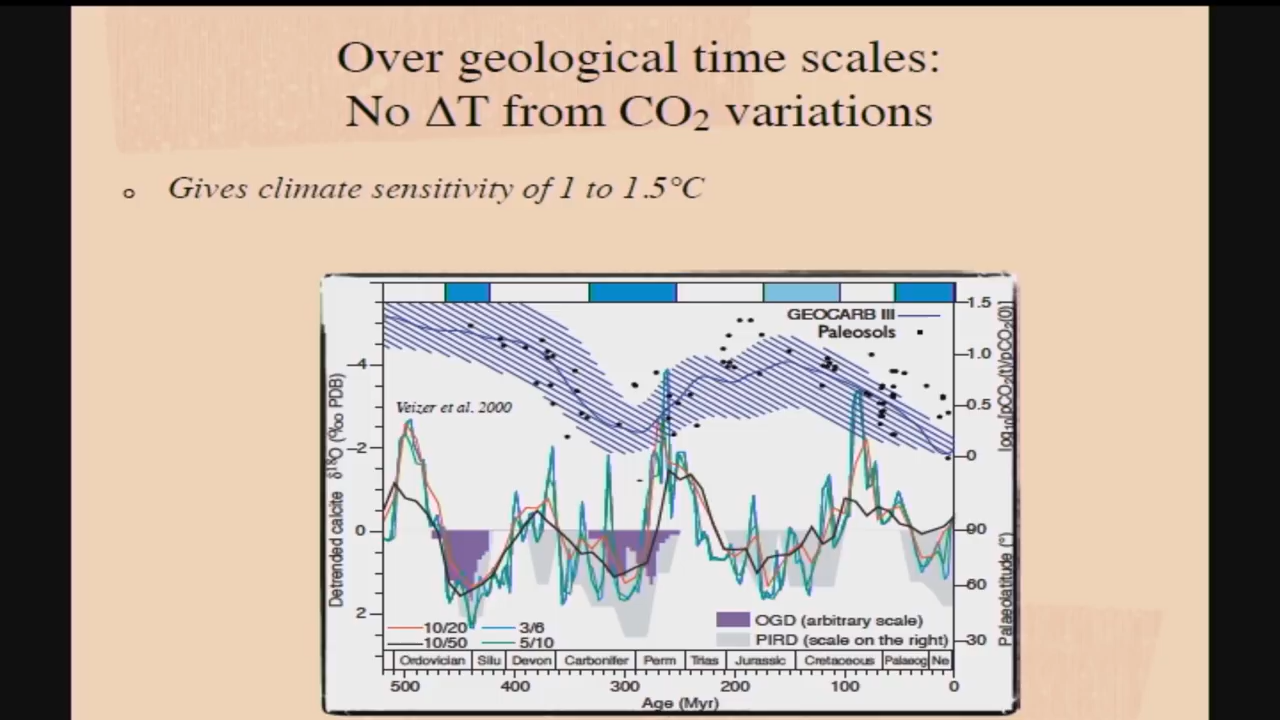 Over geological time scales:
No ΔT from CO₂ variations
Gives climate sensitivity of 1 to 1.5°C
GEOCARB III
Paleosols
Veizer et al. 2000
Detrended calcite δ¹⁸O (‰ PDB)
−4
−2
0
2
1.5
1.0
0.5
0
log₁₀[pCO₂(t)/pCO₂(0)]
90
60
30
Palaeolatitude (°)
OGD (arbitrary scale)
PIRD (scale on the right)
10/20 3/6
10/50 5/10
Ordovician Silu Devon Carbonifer Perm Trias Jurassic Cretaceous Palaeog Ne
500 400 300 200 100 0
Age (Myr)